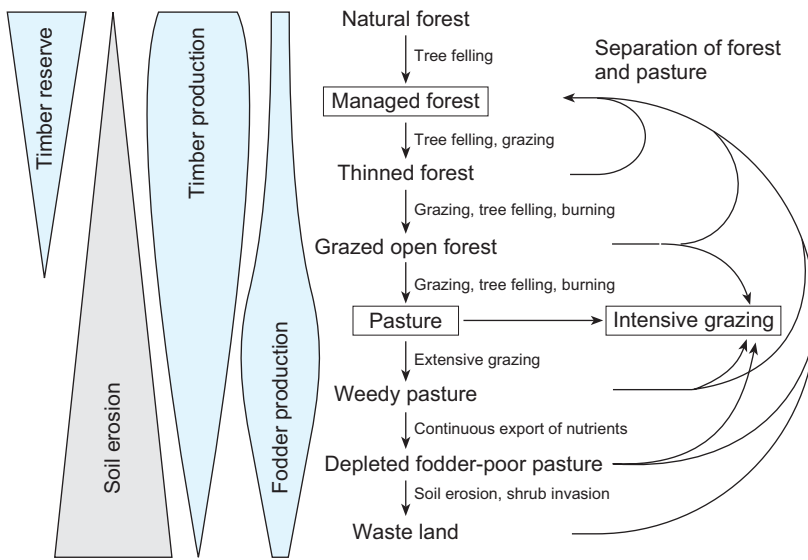 Timber reserve
Soil erosion
Timber production
Fodder production
Natural forest
Tree felling
Separation of forest
and pasture
Managed forest
Tree felling, grazing
Thinned forest
Grazing, tree felling, burning
Grazed open forest
Grazing, tree felling, burning
Pasture
Intensive grazing
Extensive grazing
Weedy pasture
Continuous export of nutrients
Depleted fodder-poor pasture
Soil erosion, shrub invasion
Waste land